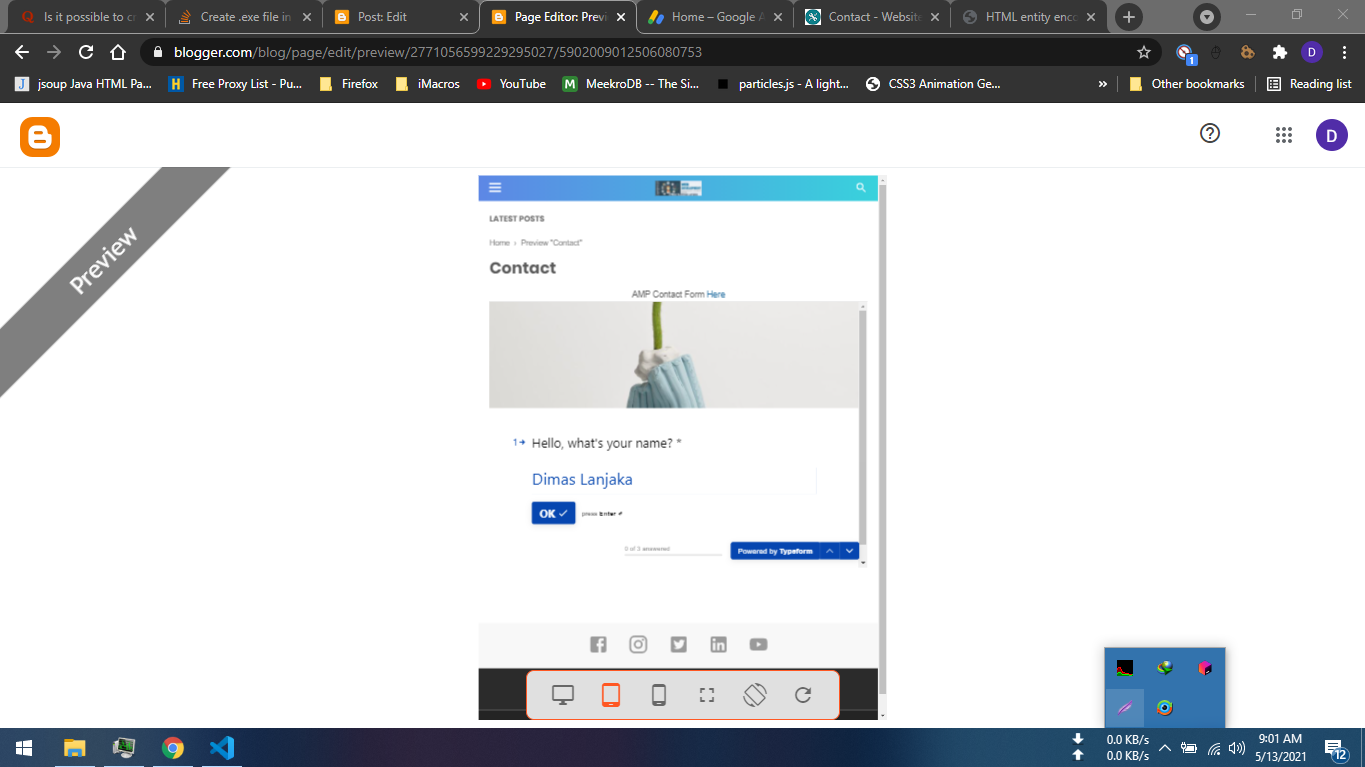 Is it possible to cr
Create .exe file in
Post: Edit
Page Editor: Previ
Home – Google A
Contact - Website
HTML entity enco
blogger.com/blog/page/edit/preview/2771056599229295027/5902009012506080753
D
1
jsoup Java HTML Pa...
Free Proxy List - Pu...
Firefox
iMacros
YouTube
MeekroDB -- The Si...
particles.js - A light...
CSS3 Animation Ge...
»
Other bookmarks
Reading list
D
Preview
LATEST POSTS
Home › Preview "Contact"
Contact
AMP Contact Form Here
1→ Hello, what's your name? *
Dimas Lanjaka
OK ✓ press Enter ↵
0 of 3 answered
Powered by Typeform
0.0 KB/s
0.0 KB/s
9:01 AM
5/13/2021
12